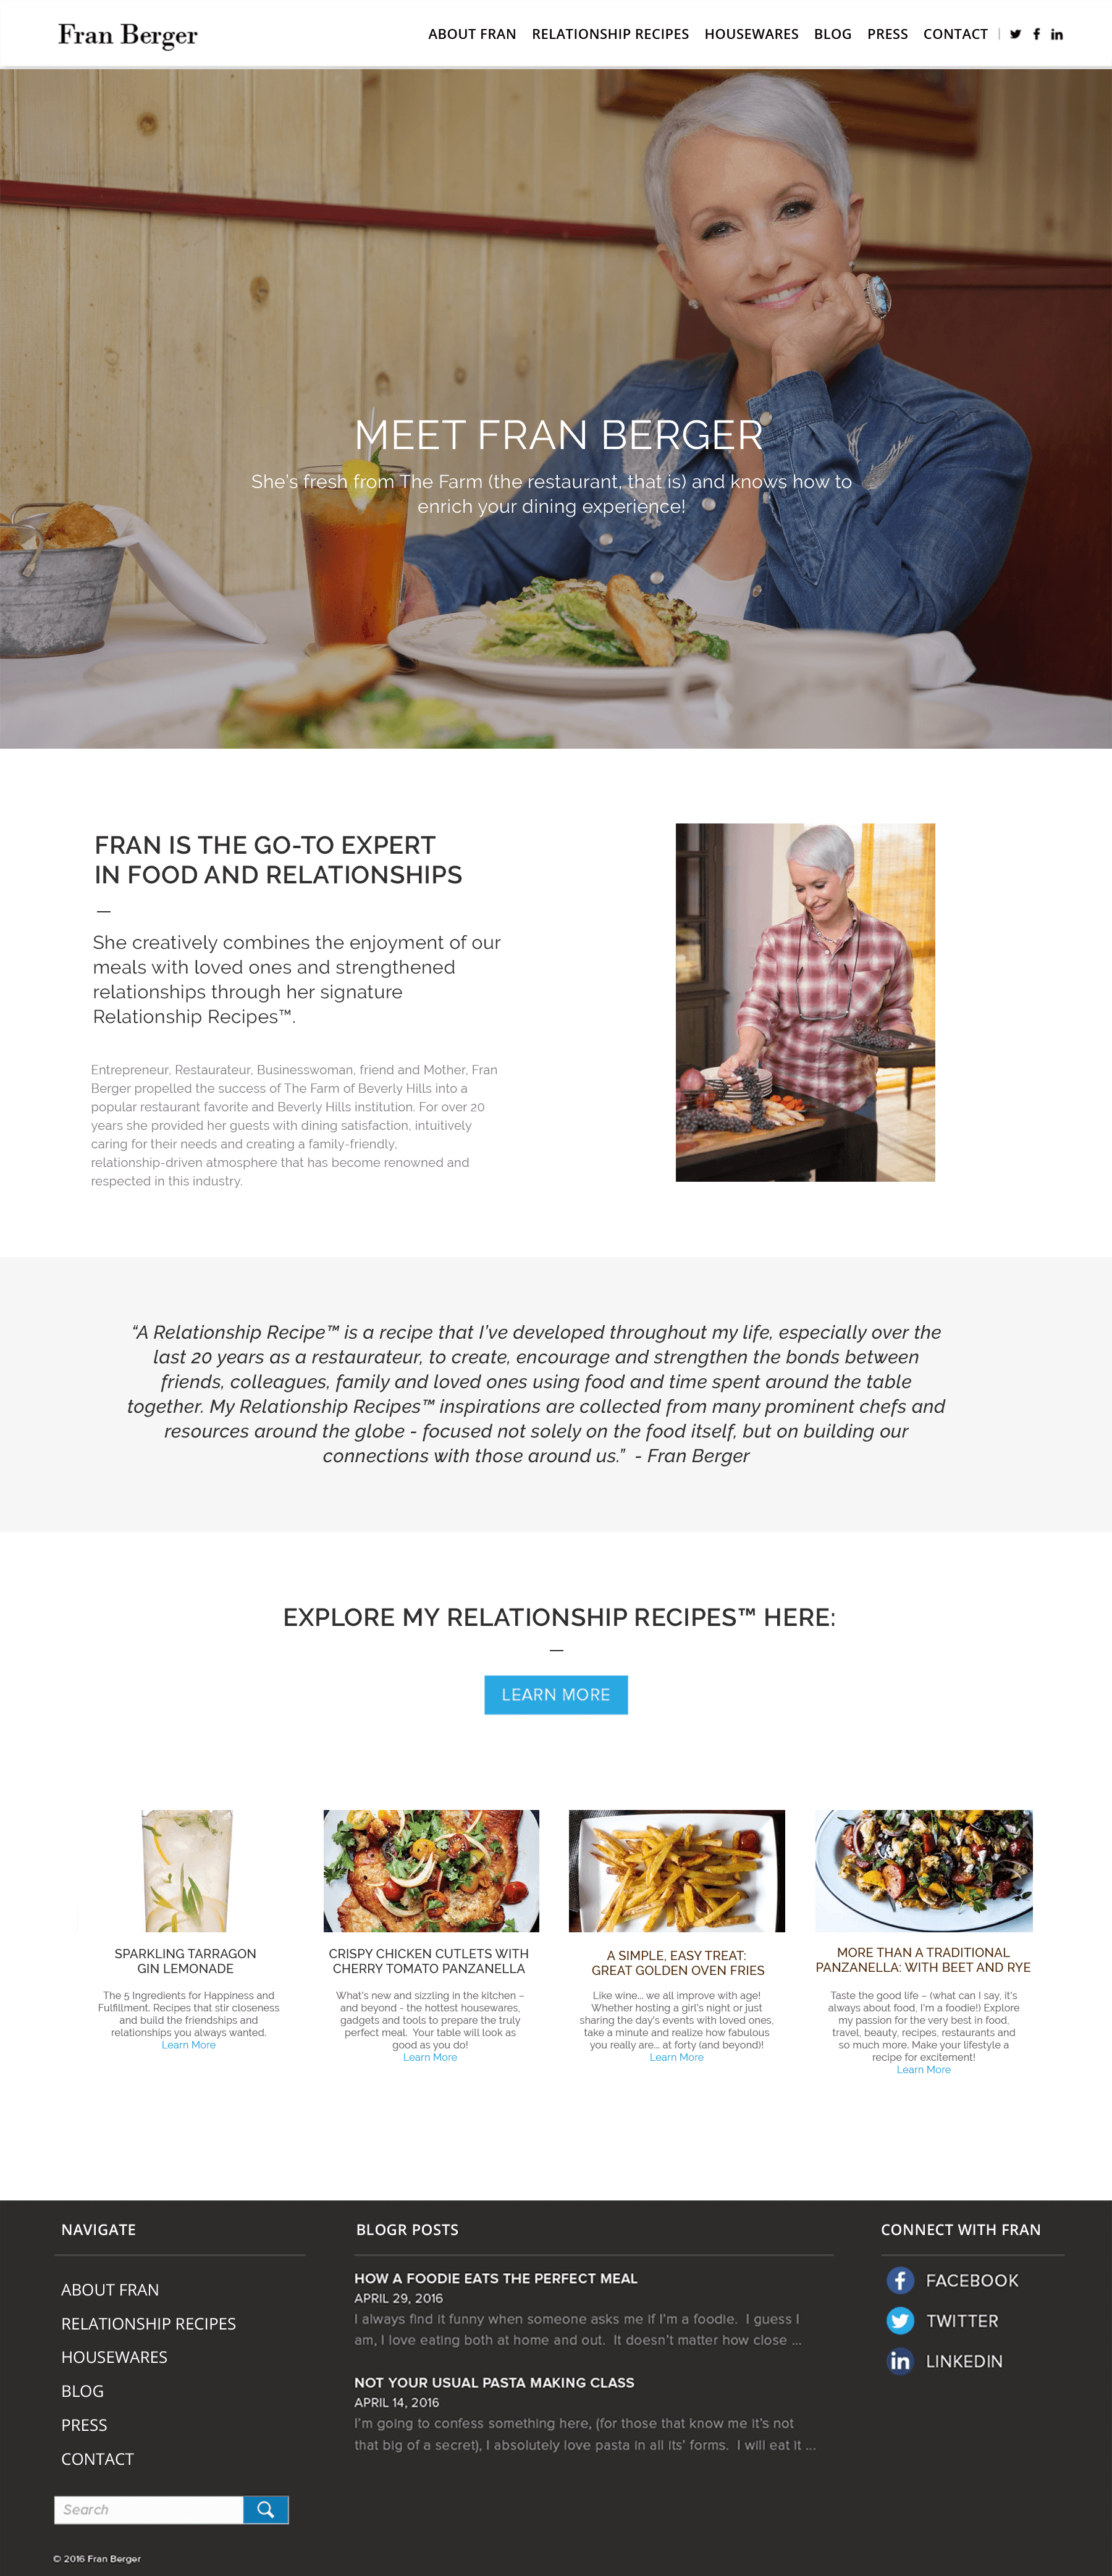 Fran Berger
ABOUT FRAN RELATIONSHIP RECIPES HOUSEWARES BLOG PRESS CONTACT
MEET FRAN BERGER
She's fresh from The Farm (the restaurant, that is) and knows how to
enrich your dining experience!
FRAN IS THE GO-TO EXPERT
IN FOOD AND RELATIONSHIPS
She creatively combines the enjoyment of our
meals with loved ones and strengthened
relationships through her signature
Relationship Recipes™.
Entrepreneur, Restaurateur, Businesswoman, friend and Mother, Fran
Berger propelled the success of The Farm of Beverly Hills into a
popular restaurant favorite and Beverly Hills institution. For over 20
years she provided her guests with dining satisfaction, intuitively
caring for their needs and creating a family-friendly,
relationship-driven atmosphere that has become renowned and
respected in this industry.
“A Relationship Recipe™ is a recipe that I've developed throughout my life, especially over the
last 20 years as a restaurateur, to create, encourage and strengthen the bonds between
friends, colleagues, family and loved ones using food and time spent around the table
together. My Relationship Recipes™ inspirations are collected from many prominent chefs and
resources around the globe - focused not solely on the food itself, but on building our
connections with those around us.” - Fran Berger
EXPLORE MY RELATIONSHIP RECIPES™ HERE:
LEARN MORE
SPARKLING TARRAGON
GIN LEMONADE
The 5 Ingredients for Happiness and
Fulfillment. Recipes that stir closeness
and build the friendships and
relationships you always wanted.
Learn More
CRISPY CHICKEN CUTLETS WITH
CHERRY TOMATO PANZANELLA
What's new and sizzling in the kitchen –
and beyond - the hottest housewares,
gadgets and tools to prepare the truly
perfect meal. Your table will look as
good as you do!
Learn More
A SIMPLE, EASY TREAT:
GREAT GOLDEN OVEN FRIES
Like wine... we all improve with age!
Whether hosting a girl's night or just
sharing the day's events with loved ones,
take a minute and realize how fabulous
you really are... at forty (and beyond)!
Learn More
MORE THAN A TRADITIONAL
PANZANELLA: WITH BEET AND RYE
Taste the good life – (what can I say, it's
always about food, I'm a foodie!) Explore
my passion for the very best in food,
travel, beauty, recipes, restaurants and
so much more. Make your lifestyle a
recipe for excitement!
Learn More
NAVIGATE
ABOUT FRAN
RELATIONSHIP RECIPES
HOUSEWARES
BLOG
PRESS
CONTACT
Search
© 2016 Fran Berger
BLOGR POSTS
HOW A FOODIE EATS THE PERFECT MEAL
APRIL 29, 2016
I always find it funny when someone asks me if I'm a foodie. I guess I
am, I love eating both at home and out. It doesn't matter how close ...
NOT YOUR USUAL PASTA MAKING CLASS
APRIL 14, 2016
I'm going to confess something here, (for those that know me it's not
that big of a secret), I absolutely love pasta in all its' forms. I will eat it ...
CONNECT WITH FRAN
FACEBOOK
TWITTER
LINKEDIN